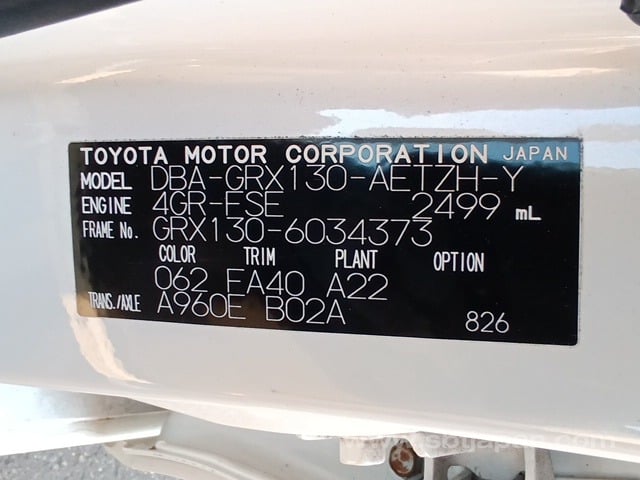 TOYOTA MOTOR CORPORATION JAPAN
MODEL DBA-GRX130-AETZH-Y
ENGINE 4GR-FSE 2499 mL
FRAME No. GRX130-6034373
COLOR TRIM PLANT OPTION
062 FA40 A22
TRANS./AXLE A960E B02A 826